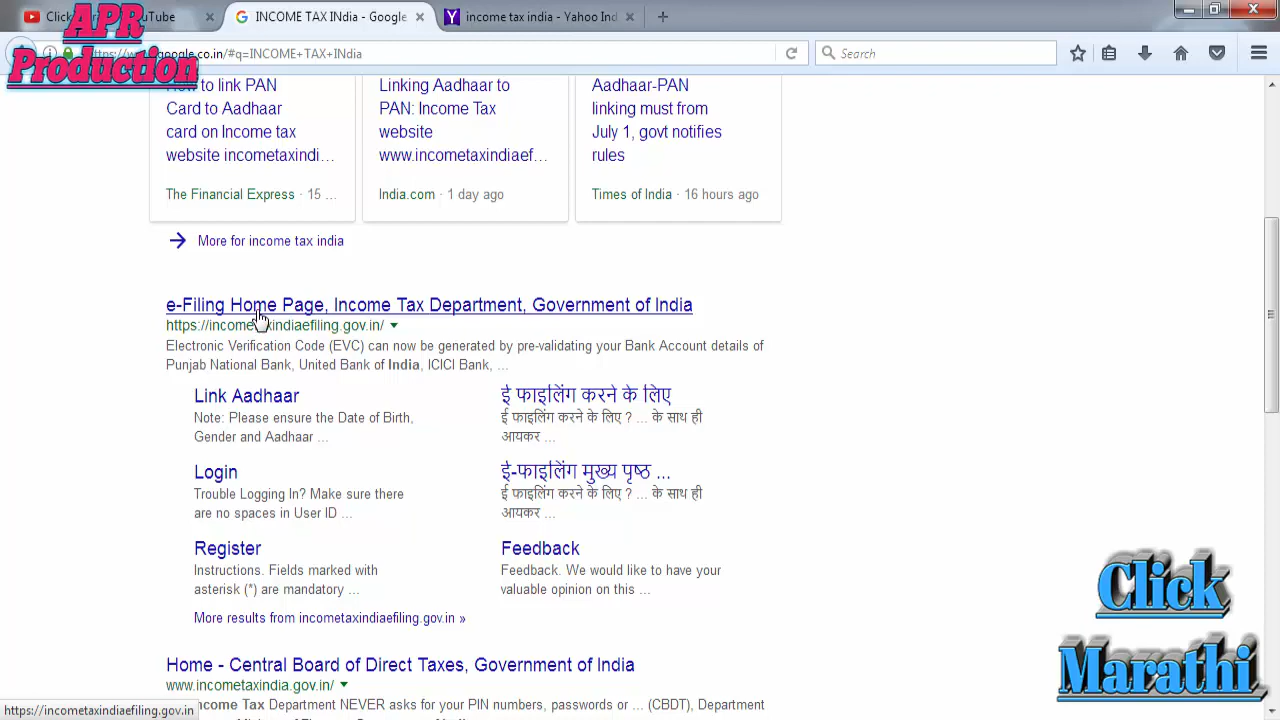 Click
uTube
INCOME TAX INdia - Google
income tax india - Yahoo Ind
APR
Production
google.co.in/#q=INCOME+TAX+INdia
Search
How to link PAN
Card to Aadhaar
card on Income tax
website incometaxindi...
The Financial Express · 15 ...
Linking Aadhaar to
PAN: Income Tax
website
www.incometaxindiaef...
India.com · 1 day ago
Aadhaar-PAN
linking must from
July 1, govt notifies
rules
Times of India · 16 hours ago
More for income tax india
e-Filing Home Page, Income Tax Department, Government of India
https://incometaxindiaefiling.gov.in/
Electronic Verification Code (EVC) can now be generated by pre-validating your Bank Account details of
Punjab National Bank, United Bank of India, ICICI Bank, ...
Link Aadhaar
Note: Please ensure the Date of Birth,
Gender and Aadhaar ...
ई फाइलिंग करने के लिए
ई फाइलिंग करने के लिए ? ... के साथ ही
आयकर ...
Login
Trouble Logging In? Make sure there
are no spaces in User ID ...
ई-फाइलिंग मुख्य पृष्ठ ...
ई फाइलिंग करने के लिए ? ... के साथ ही
आयकर ...
Register
Instructions. Fields marked with
asterisk (*) are mandatory ...
Feedback
Feedback. We would like to have your
valuable opinion on this ...
More results from incometaxindiaefiling.gov.in »
Home - Central Board of Direct Taxes, Government of India
www.incometaxindia.gov.in/
Income Tax Department NEVER asks for your PIN numbers, passwords or ... (CBDT), Department
https://incometaxindiaefiling.gov.in
Click
Marathi